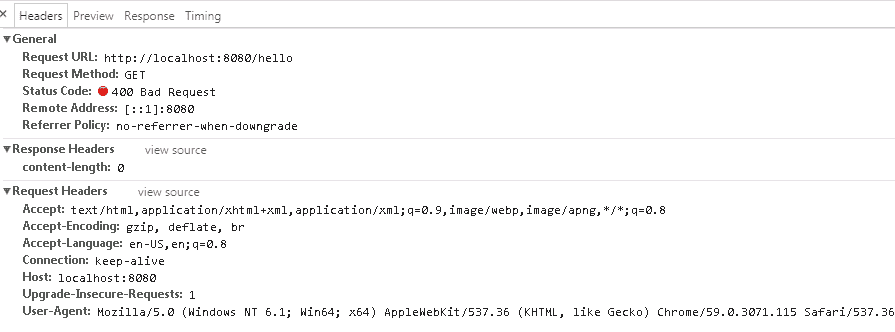 Headers Preview Response Timing
General
Request URL: http://localhost:8080/hello
Request Method: GET
Status Code: 400 Bad Request
Remote Address: [::1]:8080
Referrer Policy: no-referrer-when-downgrade
Response Headers view source
content-length: 0
Request Headers view source
Accept: text/html,application/xhtml+xml,application/xml;q=0.9,image/webp,image/apng,*/*;q=0.8
Accept-Encoding: gzip, deflate, br
Accept-Language: en-US,en;q=0.8
Connection: keep-alive
Host: localhost:8080
Upgrade-Insecure-Requests: 1
User-Agent: Mozilla/5.0 (Windows NT 6.1; Win64; x64) AppleWebKit/537.36 (KHTML, like Gecko) Chrome/59.0.3071.115 Safari/537.36